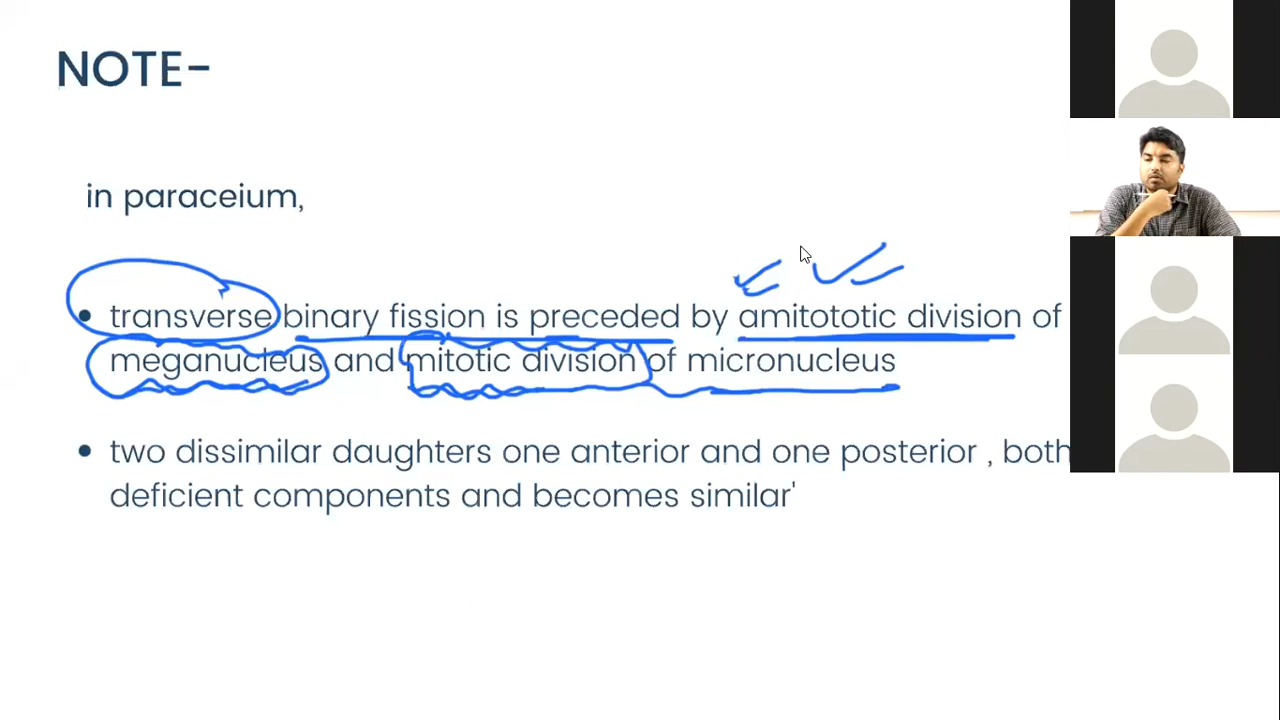 NOTE-
in paraceium,
• transverse binary fission is preceded by amitototic division of
meganucleus and mitotic division of micronucleus
• two dissimilar daughters one anterior and one posterior , both
deficient components and becomes similar'